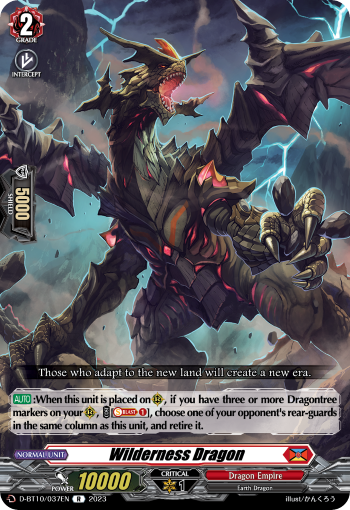 2
GRADE
INTERCEPT
5000
SHIELD
Those who adapt to the new land will create a new era.
AUTO:When this unit is placed on RC, if you have three or more Dragontree
markers on your RC, [COST BLAST 1], choose one of your opponent's rear-guards
in the same column as this unit, and retire it.
NORMAL UNIT
Wilderness Dragon
POWER 10000
CRITICAL
1
Dragon Empire
Earth Dragon
D-BT10/037EN R 2023
illust/かんくろう